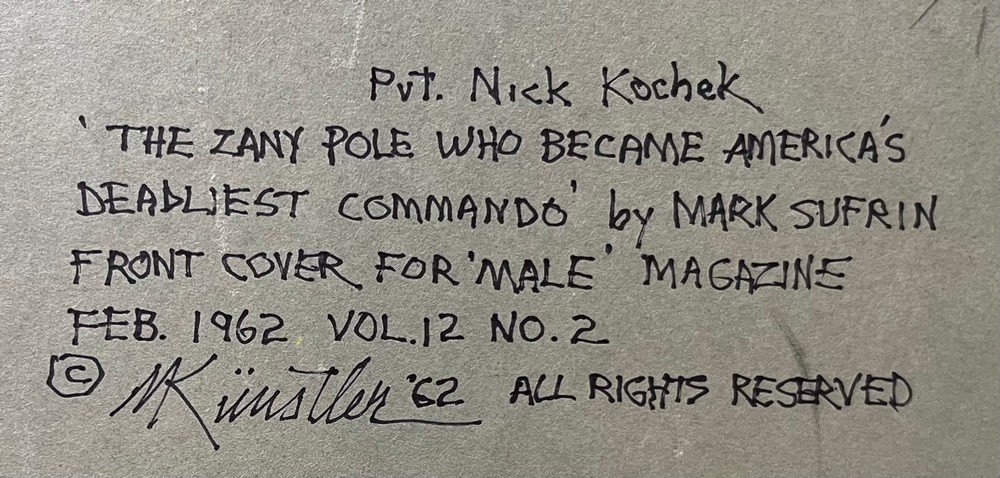 Pvt. Nick Kochek
'THE ZANY POLE WHO BECAME AMERICA'S
DEADLIEST COMMANDO' by MARK SUFRIN
FRONT COVER FOR 'MALE' MAGAZINE
FEB. 1962 VOL.12 NO.2
© MKünstler '62 ALL RIGHTS RESERVED